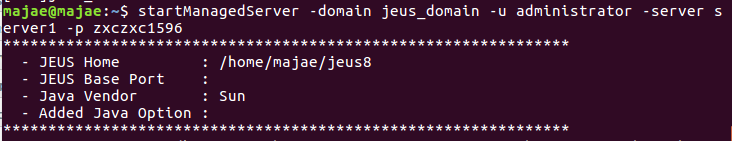 majae@majae:~$ startManagedServer -domain jeus_domain -u administrator -server s
erver1 -p zxczxc1596
***************************************************************
  - JEUS Home         : /home/majae/jeus8
  - JEUS Base Port    :
  - Java Vendor       : Sun
  - Added Java Option :
***************************************************************